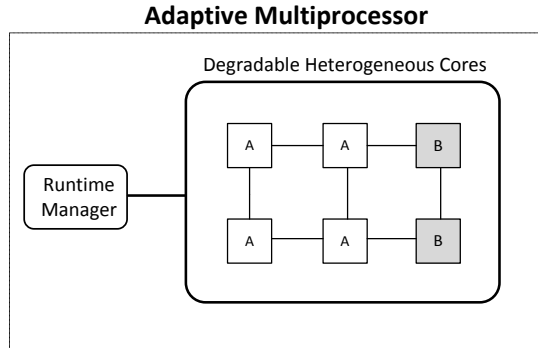 Adaptive Multiprocessor
Degradable Heterogeneous Cores
A A B
Runtime
Manager
A A B